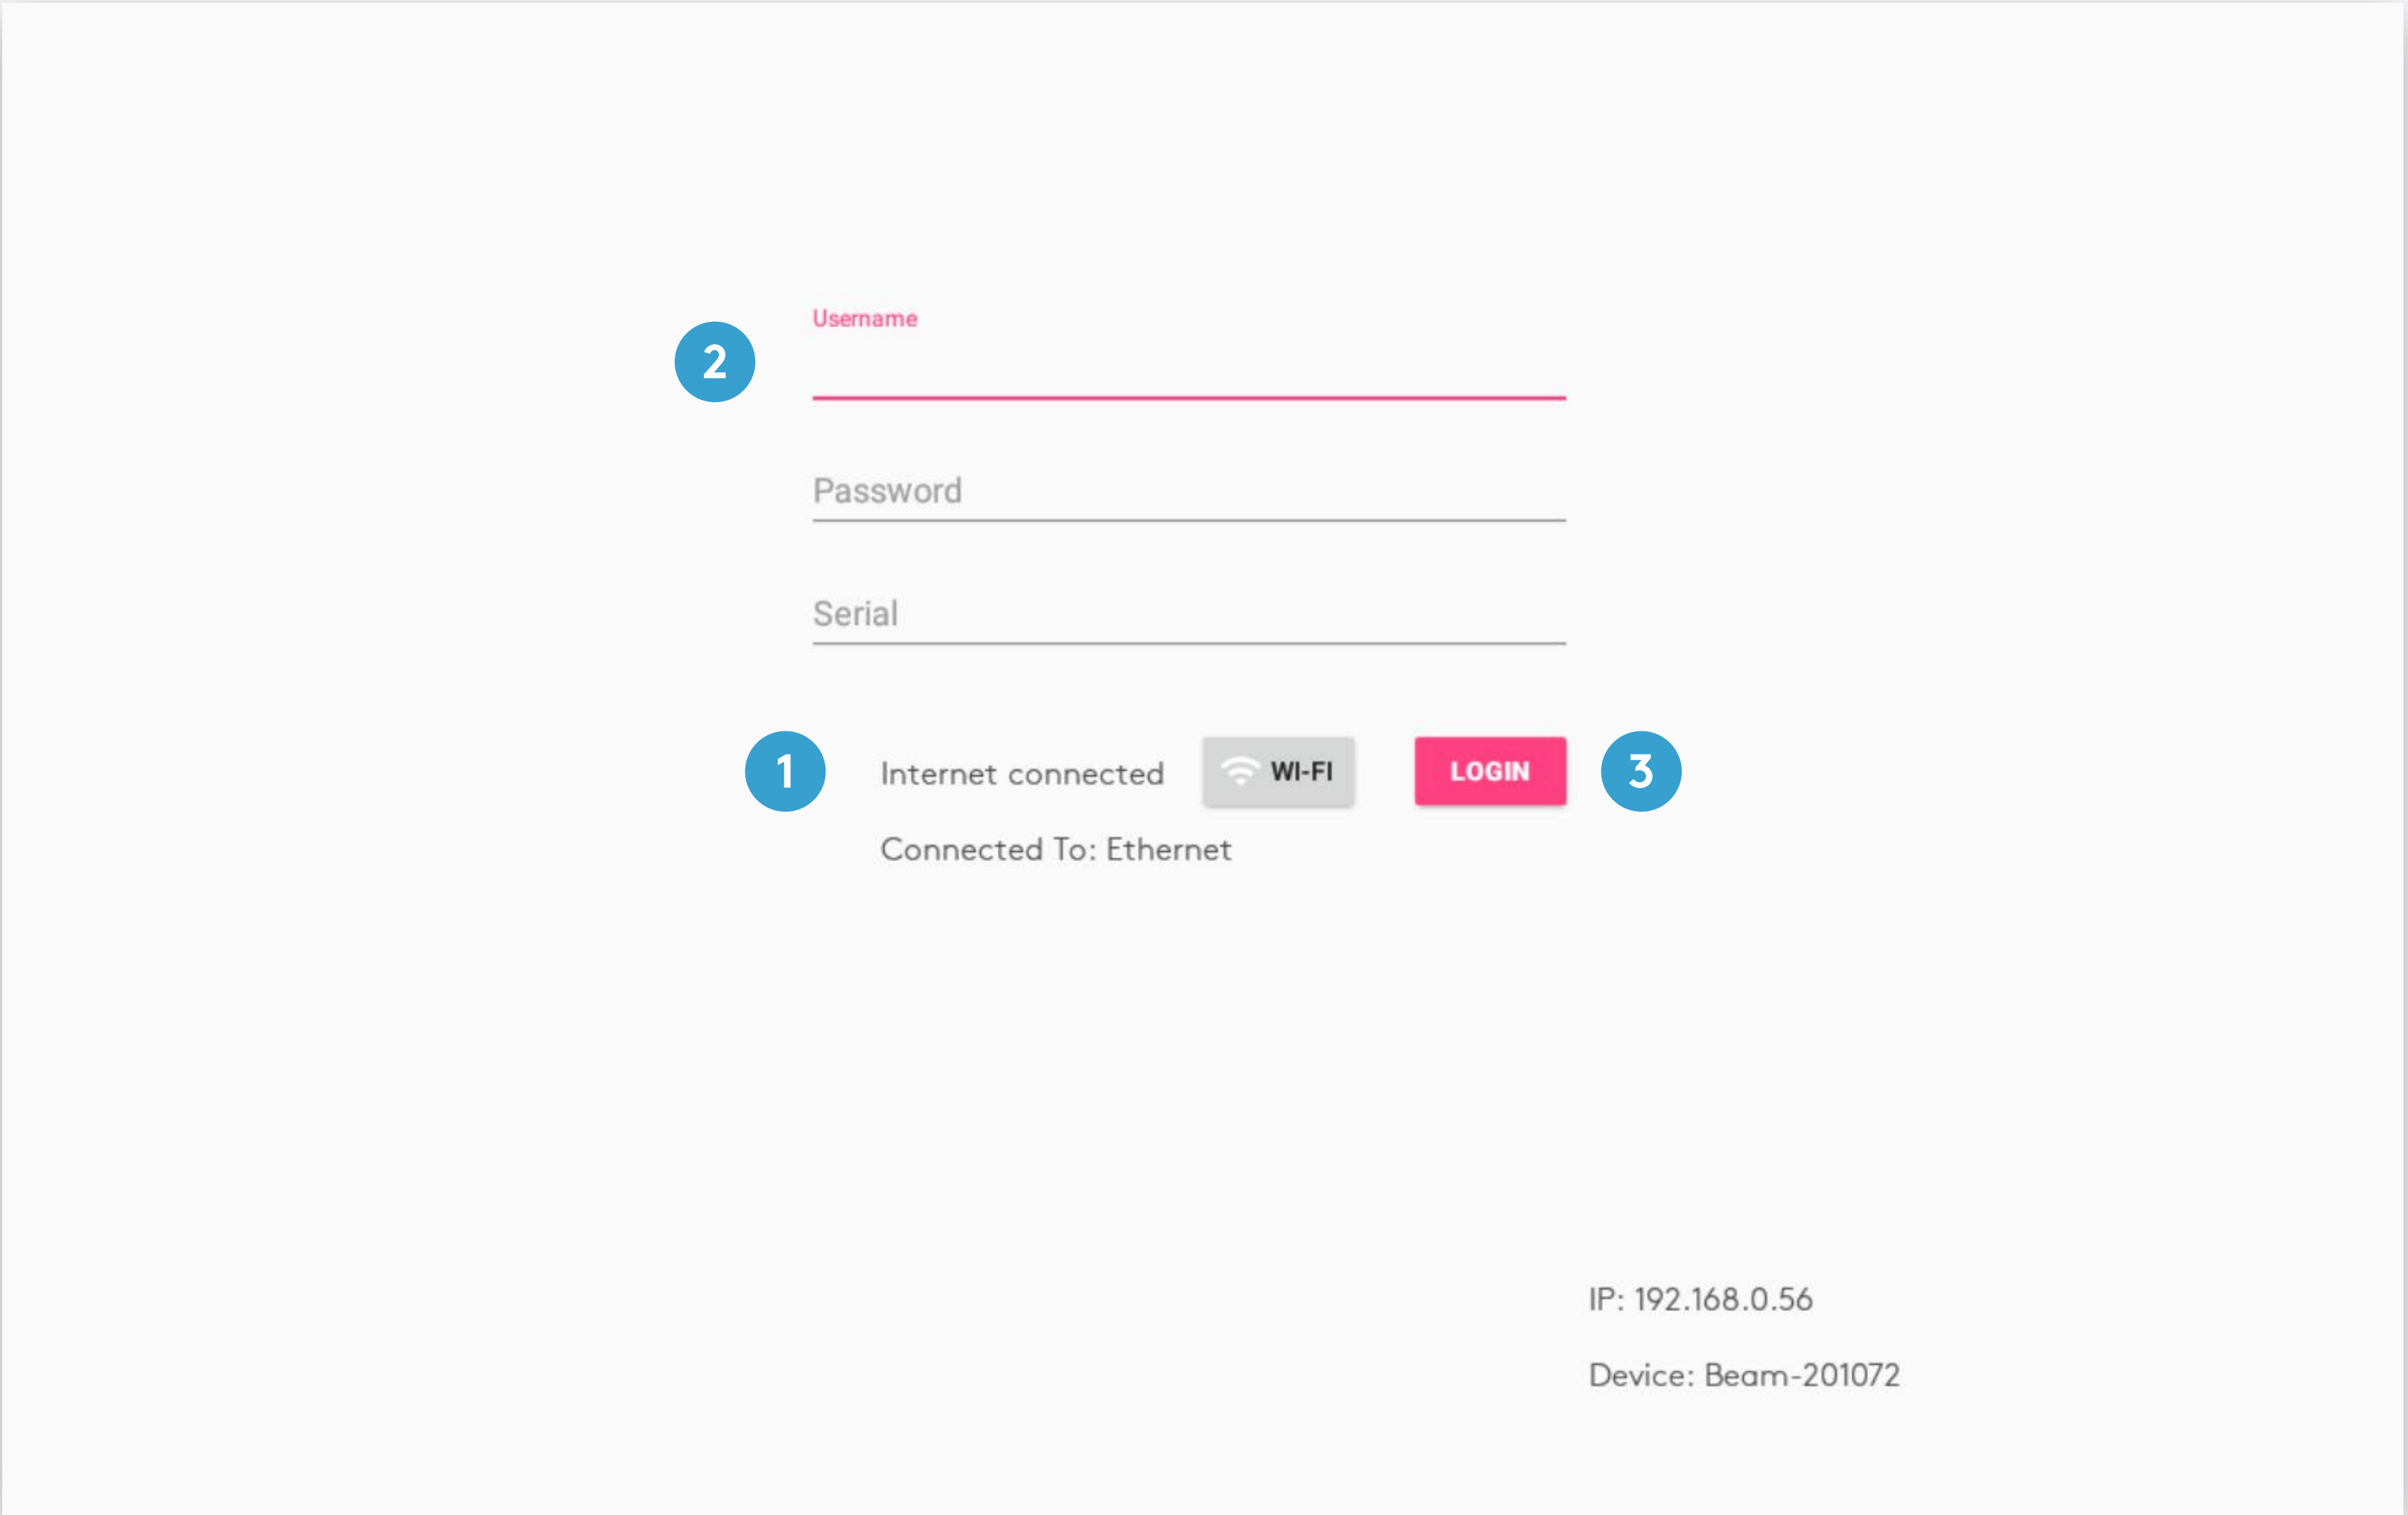 Username
2
Password
Serial
1 Internet connected WI-FI LOGIN 3
Connected To: Ethernet
IP: 192.168.0.56
Device: Beam-201072